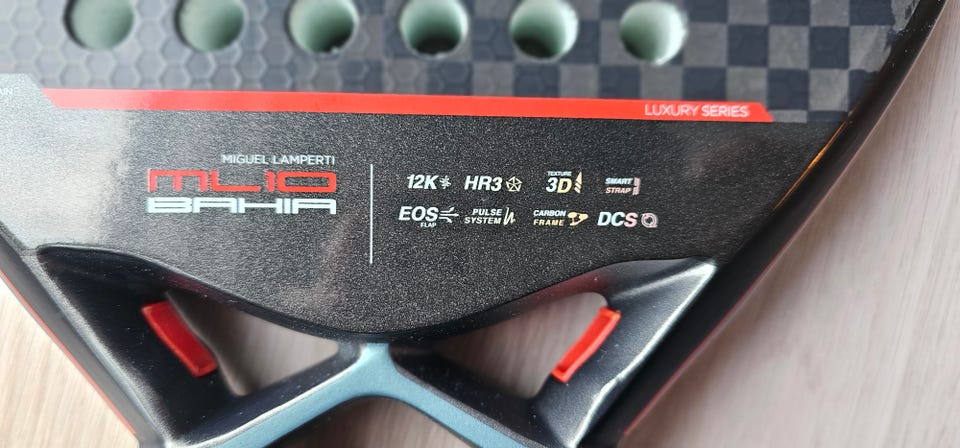 LUXURY SERIES
MIGUEL LAMPERTI
ML10
BAHIA
12K HR3 TEXTURE 3D SMART STRAP
EOS FLAP PULSE SYSTEM CARBON FRAME DCS